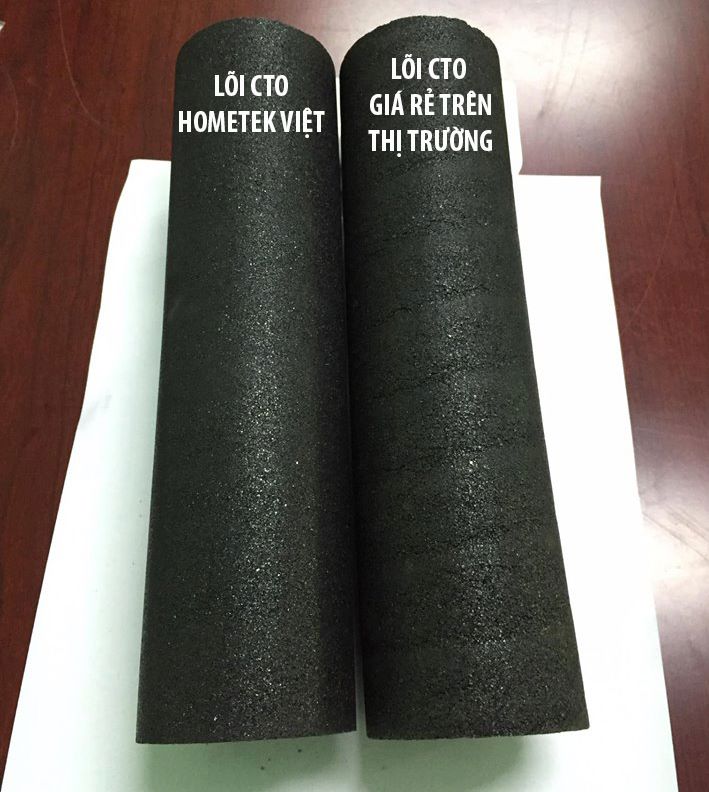 LÕI CTO
HOMETEK VIỆT
LÕI CTO
GIÁ RẺ TRÊN
THỊ TRƯỜNG